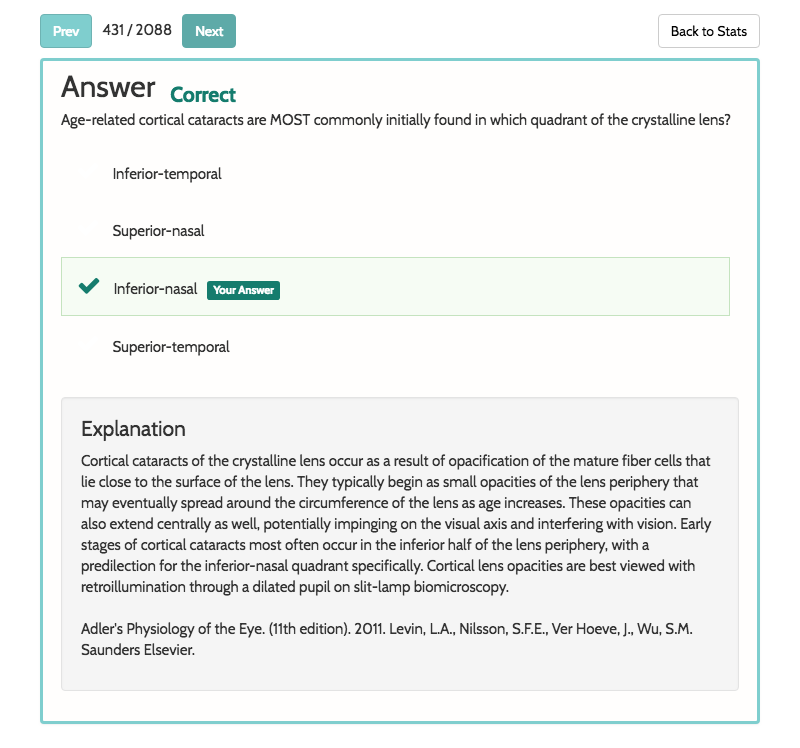 Prev 431 / 2088 Next Back to Stats
Answer Correct
Age-related cortical cataracts are MOST commonly initially found in which quadrant of the crystalline lens?
Inferior-temporal
Superior-nasal
Inferior-nasal Your Answer
Superior-temporal
Explanation
Cortical cataracts of the crystalline lens occur as a result of opacification of the mature fiber cells that
lie close to the surface of the lens. They typically begin as small opacities of the lens periphery that
may eventually spread around the circumference of the lens as age increases. These opacities can
also extend centrally as well, potentially impinging on the visual axis and interfering with vision. Early
stages of cortical cataracts most often occur in the inferior half of the lens periphery, with a
predilection for the inferior-nasal quadrant specifically. Cortical lens opacities are best viewed with
retroillumination through a dilated pupil on slit-lamp biomicroscopy.
Adler's Physiology of the Eye. (11th edition). 2011. Levin, L.A., Nilsson, S.F.E., Ver Hoeve, J., Wu, S.M.
Saunders Elsevier.